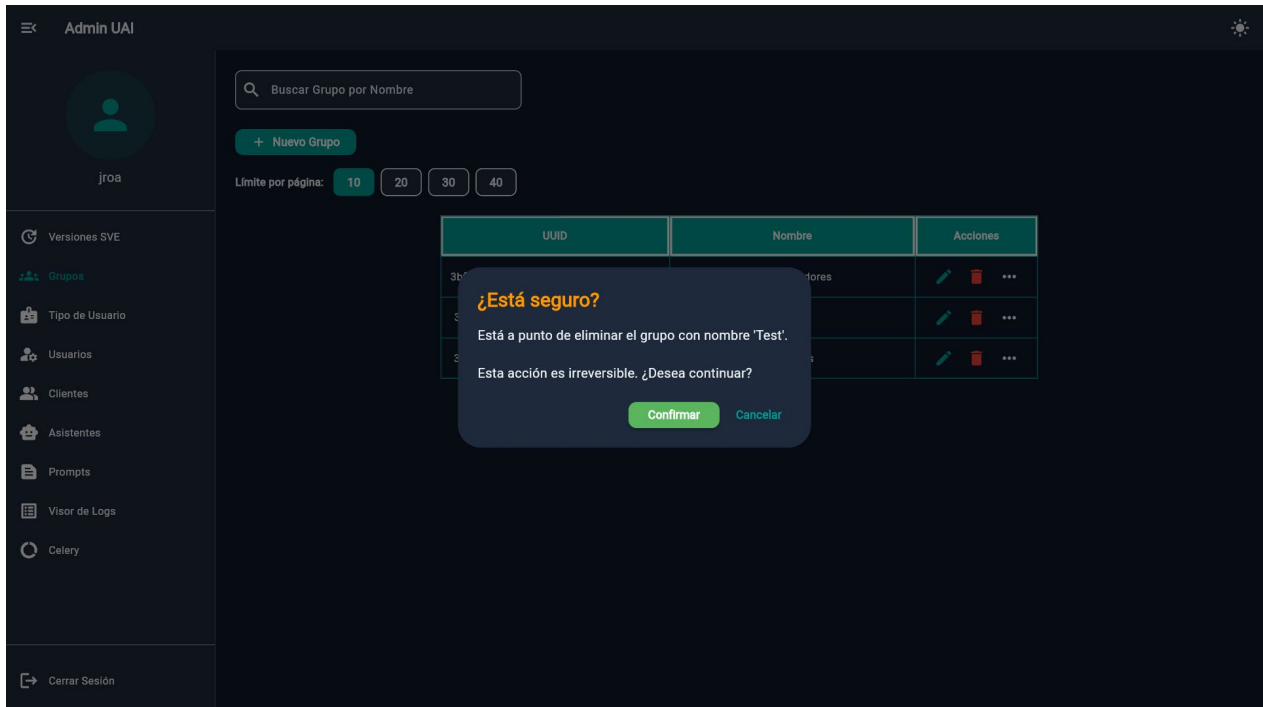 Admin UAI
jroa
Versiones SVE
Grupos
Tipo de Usuario
Usuarios
Clientes
Asistentes
Prompts
Visor de Logs
Celery
Cerrar Sesión
Buscar Grupo por Nombre
+ Nuevo Grupo
Límite por página: 10 20 30 40
UUID Nombre Acciones
¿Está seguro?
Está a punto de eliminar el grupo con nombre 'Test'.
Esta acción es irreversible. ¿Desea continuar?
Confirmar Cancelar